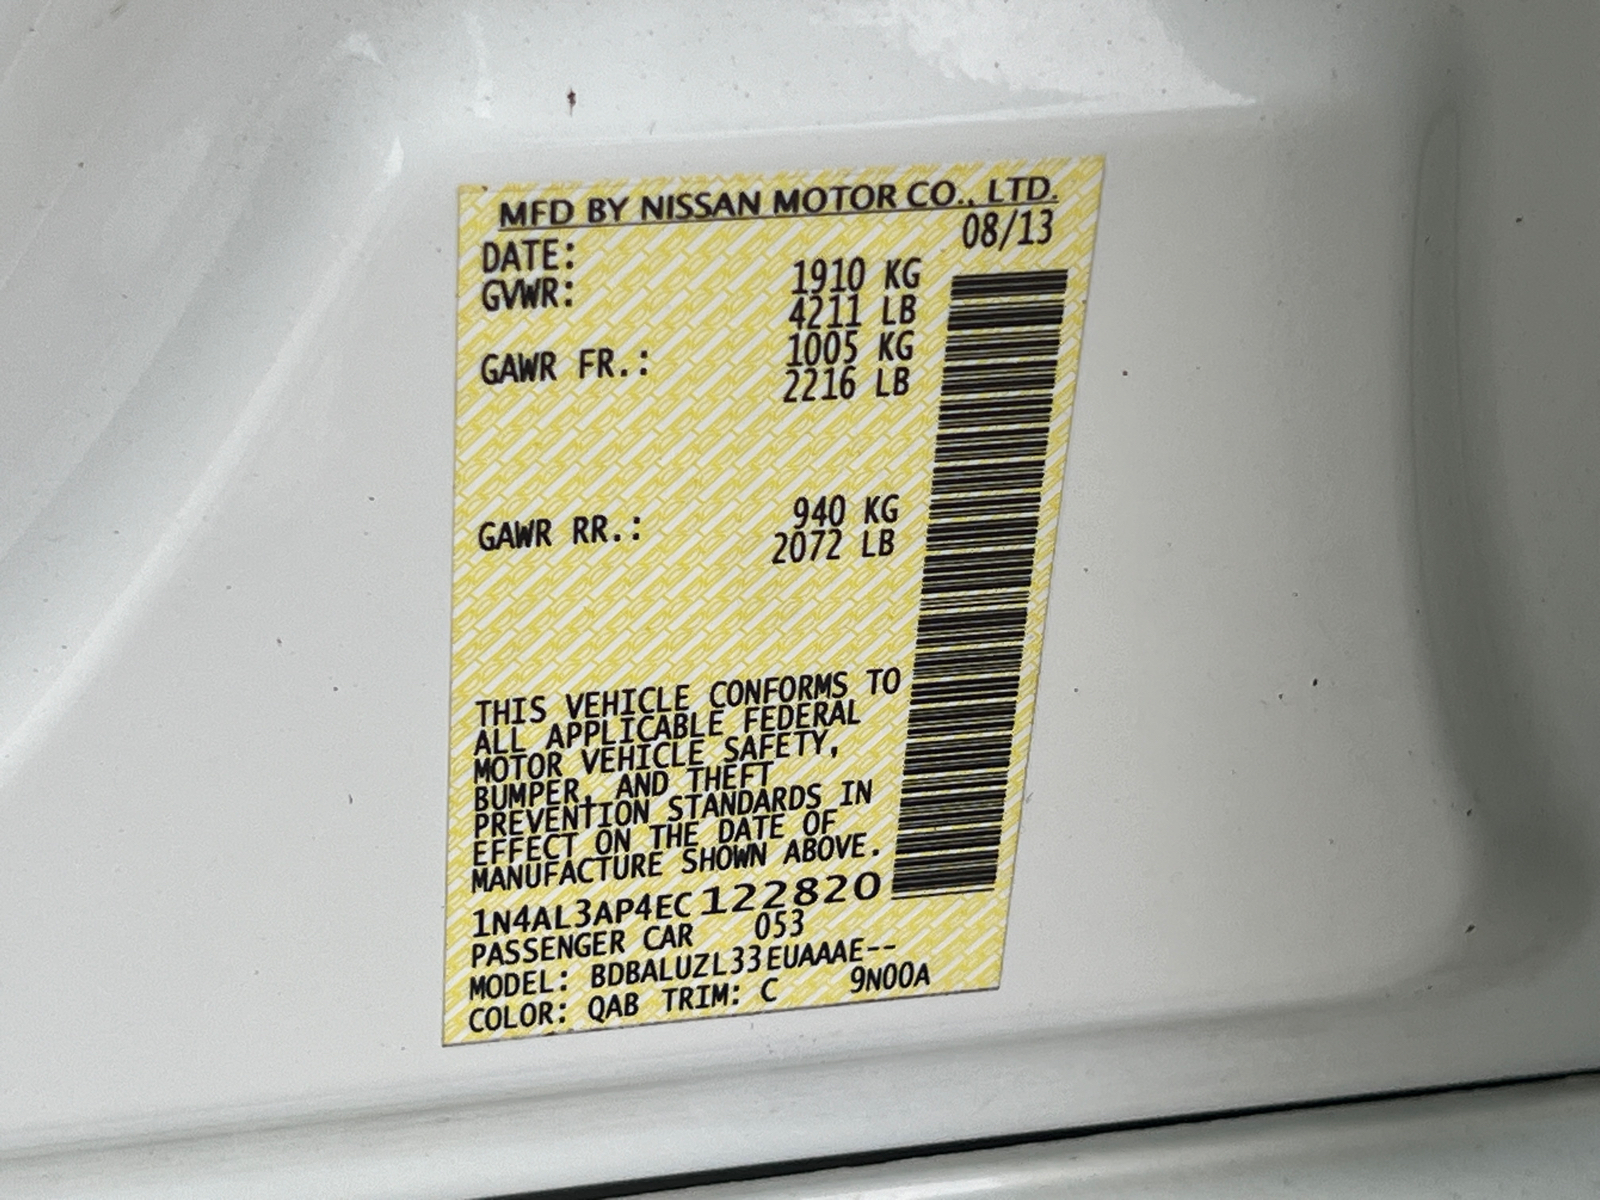 MFD BY NISSAN MOTOR CO., LTD.
DATE: 08/13
GVWR: 1910 KG
4211 LB
GAWR FR.: 1005 KG
2216 LB
GAWR RR.: 940 KG
2072 LB
THIS VEHICLE CONFORMS TO
ALL APPLICABLE FEDERAL
MOTOR VEHICLE SAFETY,
BUMPER, AND THEFT
PREVENTION STANDARDS IN
EFFECT ON THE DATE OF
MANUFACTURE SHOWN ABOVE.
1N4AL3AP4EC122820
PASSENGER CAR 053
MODEL: BDBALUZL33EUAAAE--
COLOR: QAB TRIM: C 9N00A